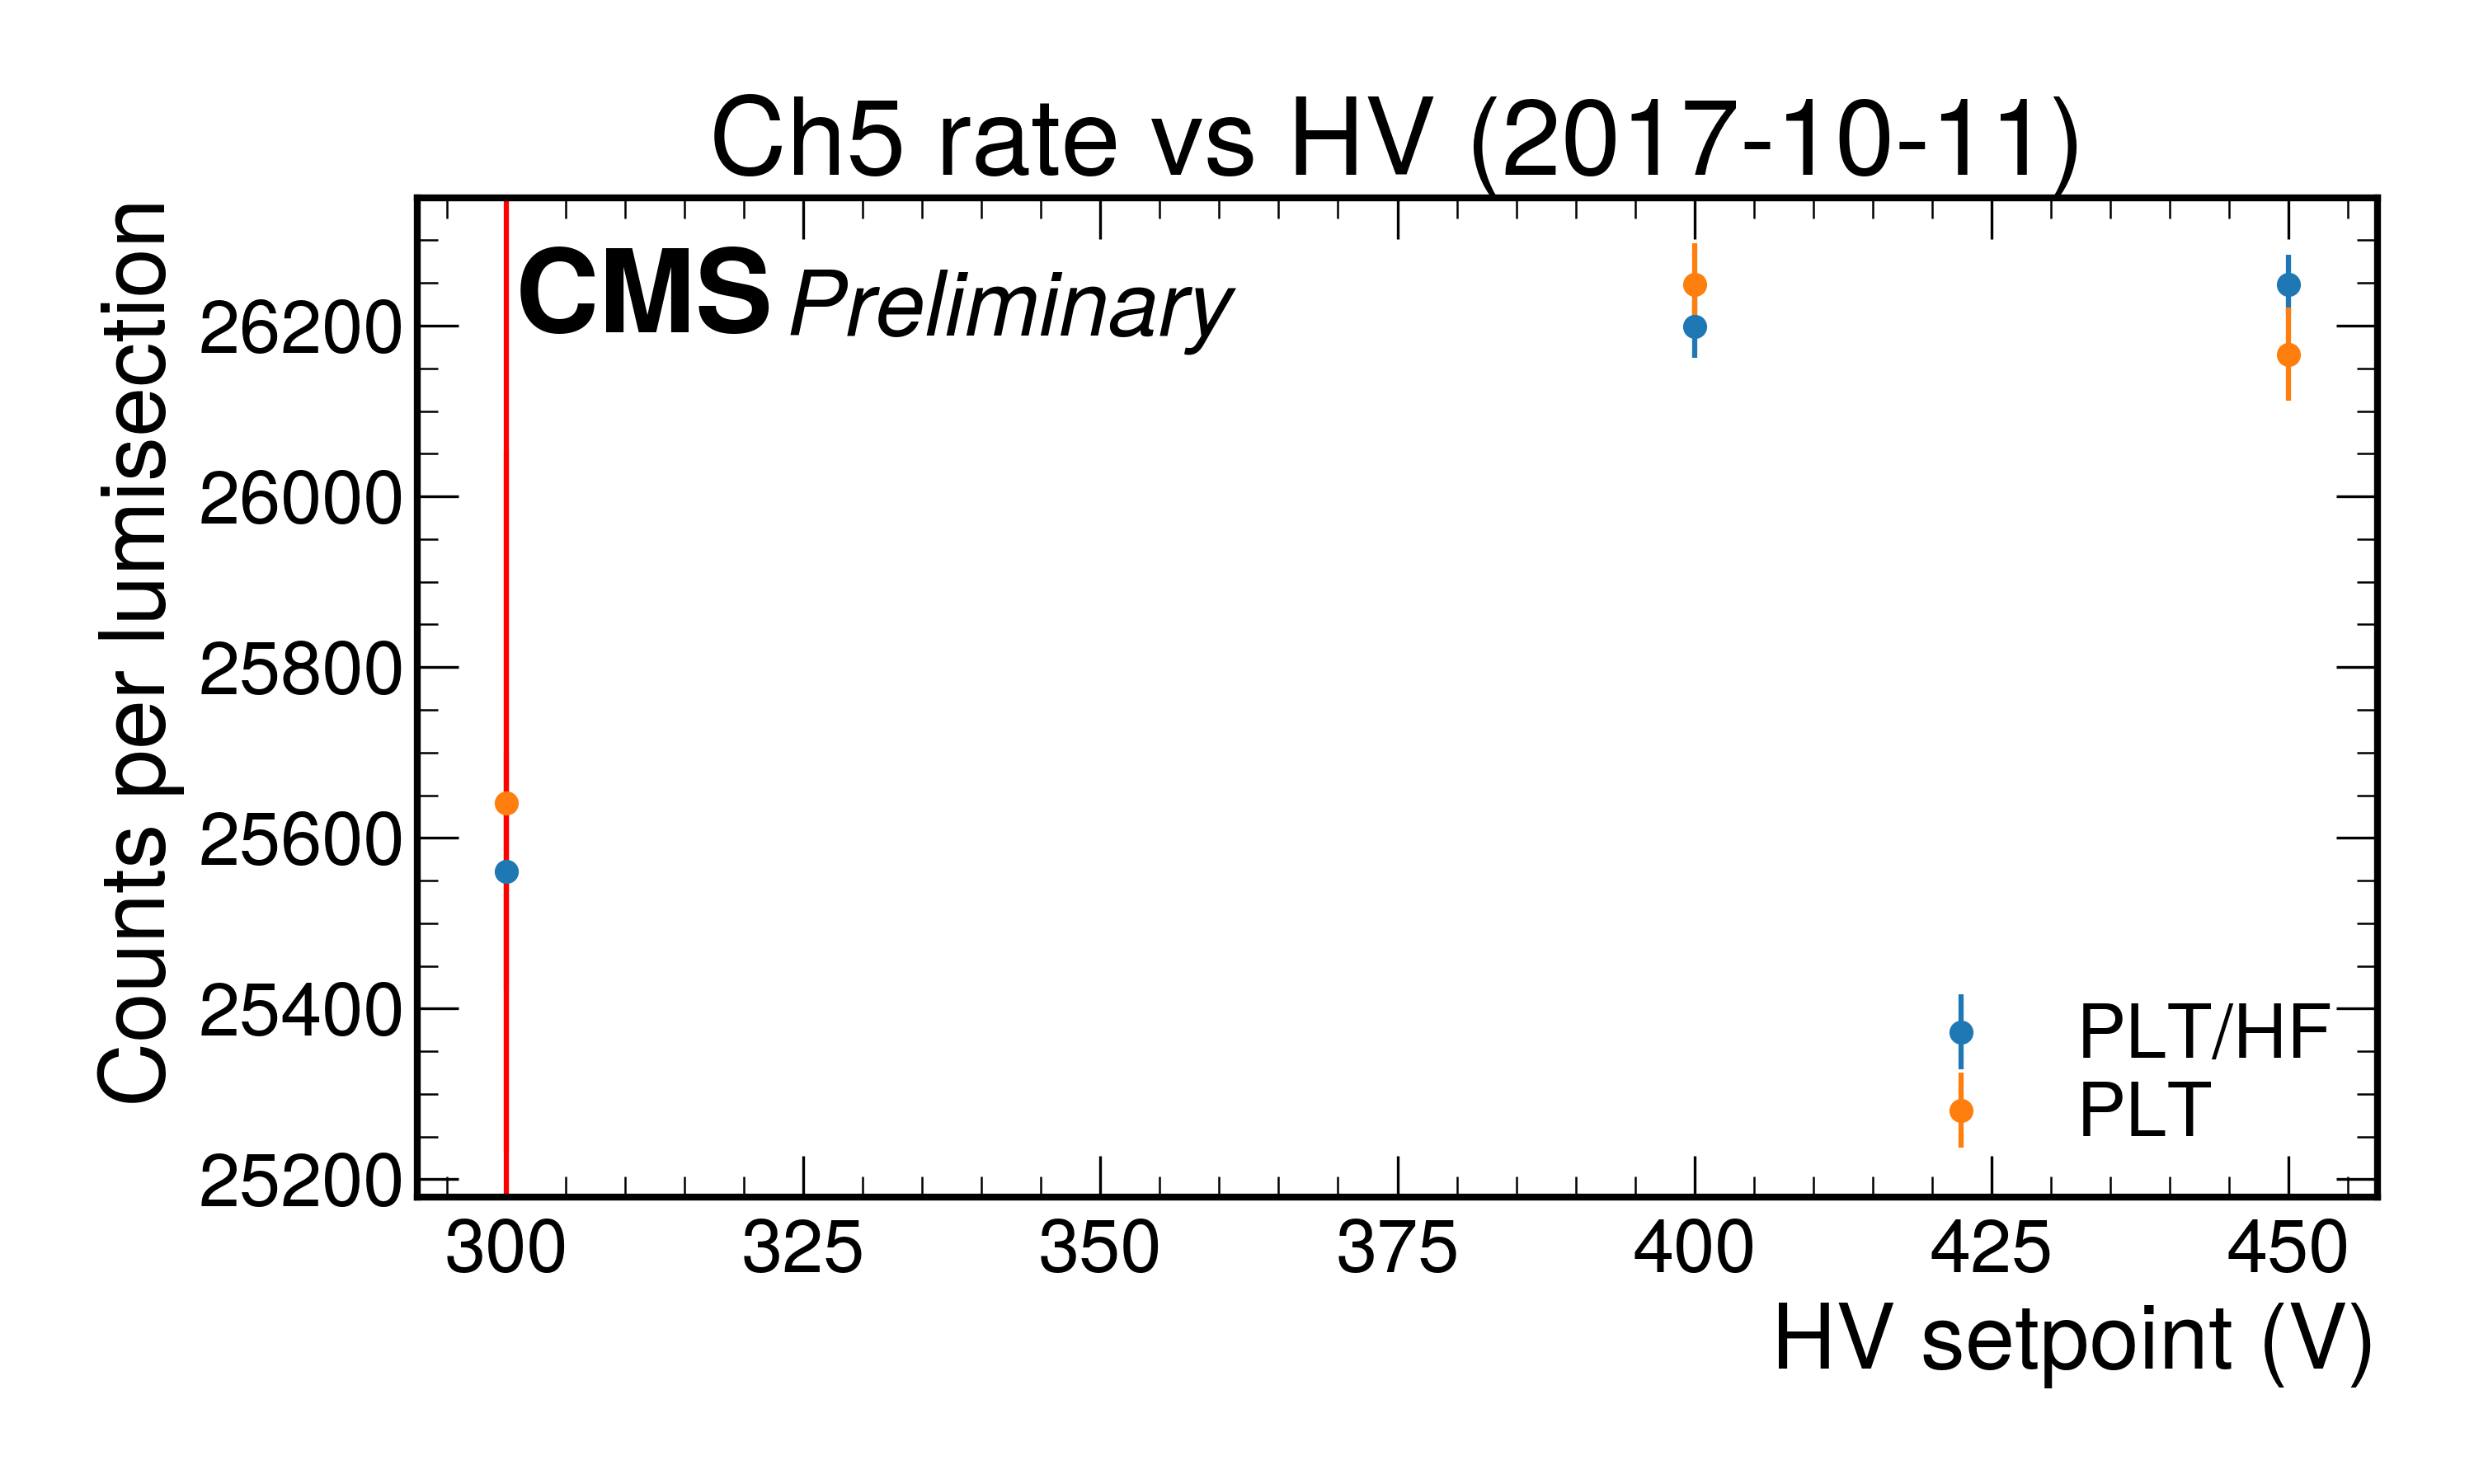 Ch5 rate vs HV (2017-10-11)
CMS Preliminary
Counts per lumisection
26200
26000
25800
25600
25400
25200
PLT/HF
PLT
300 325 350 375 400 425 450
HV setpoint (V)